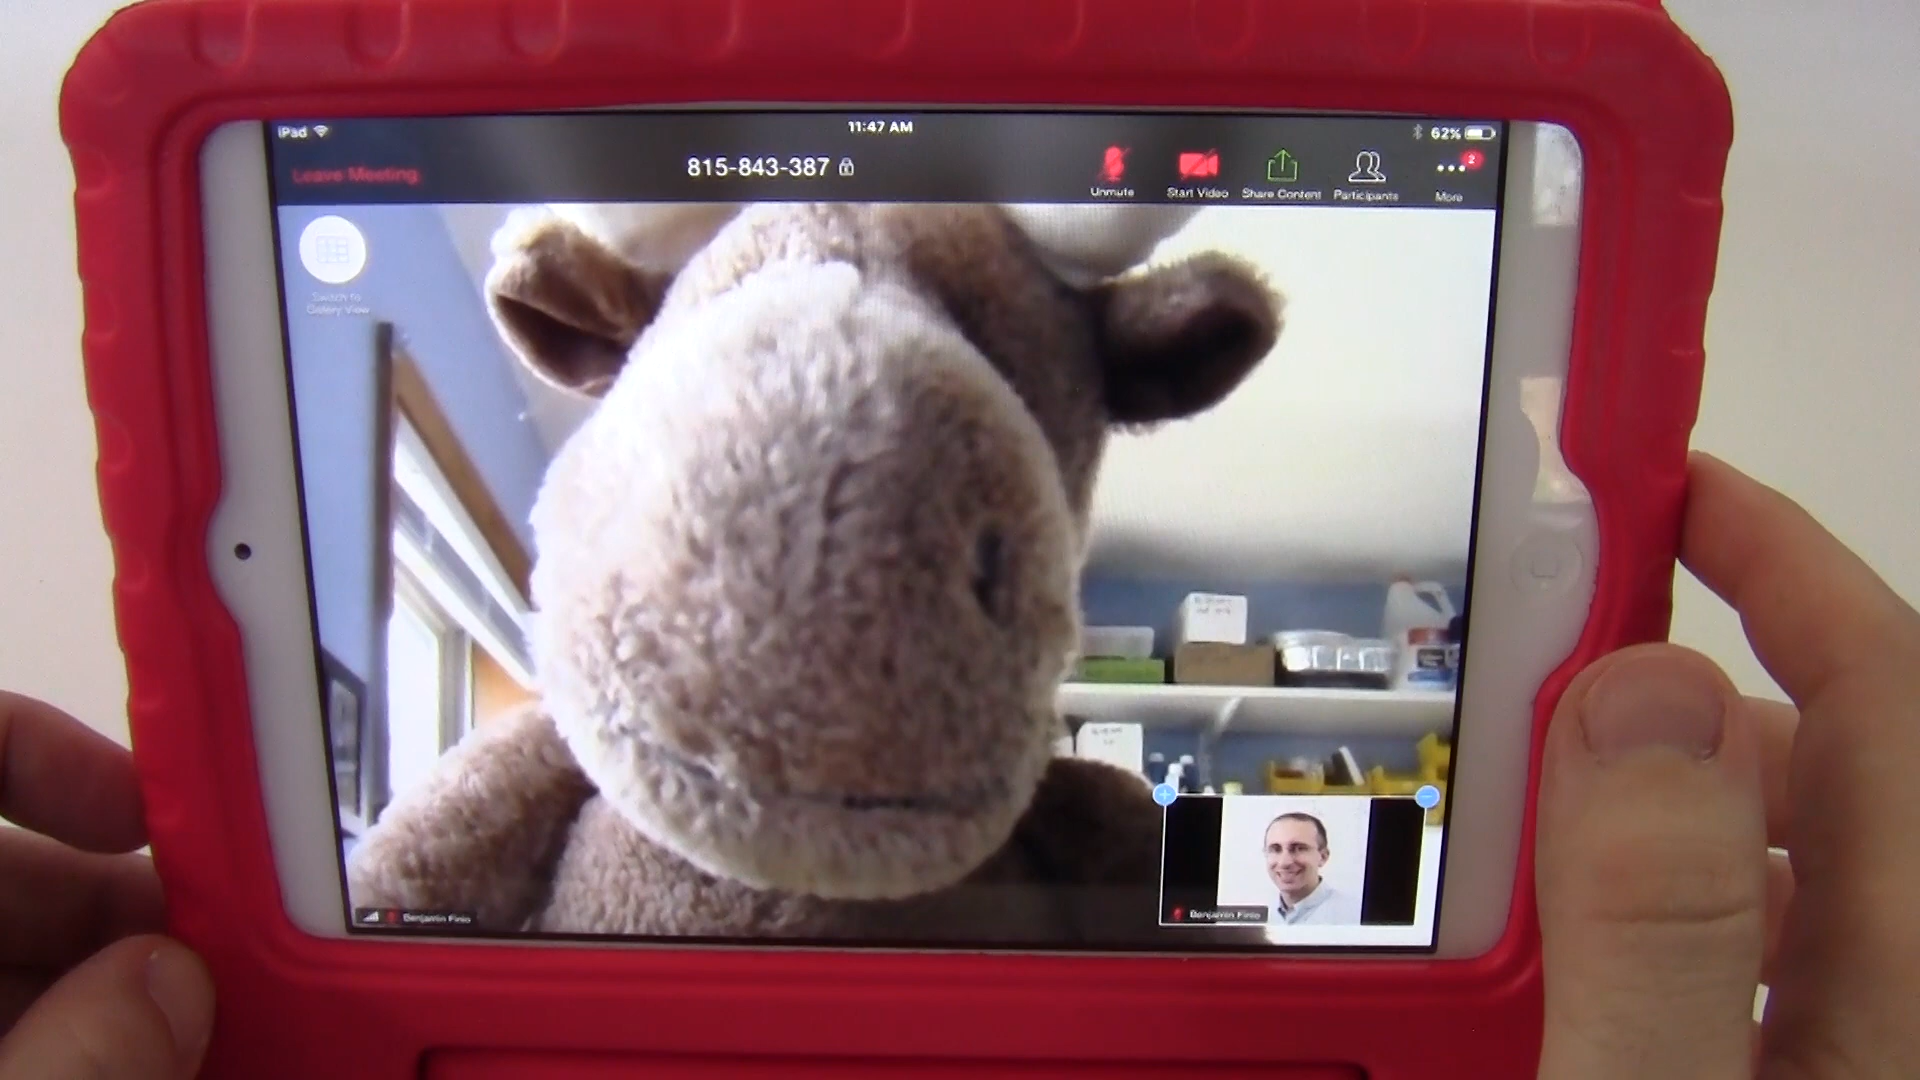 iPad
11:47 AM
62%
Leave Meeting
815-843-387
Unmute
Start Video
Share Content
Participants
2
More
Switch to
Gallery View
Benjamin Finio
Benjamin Finio